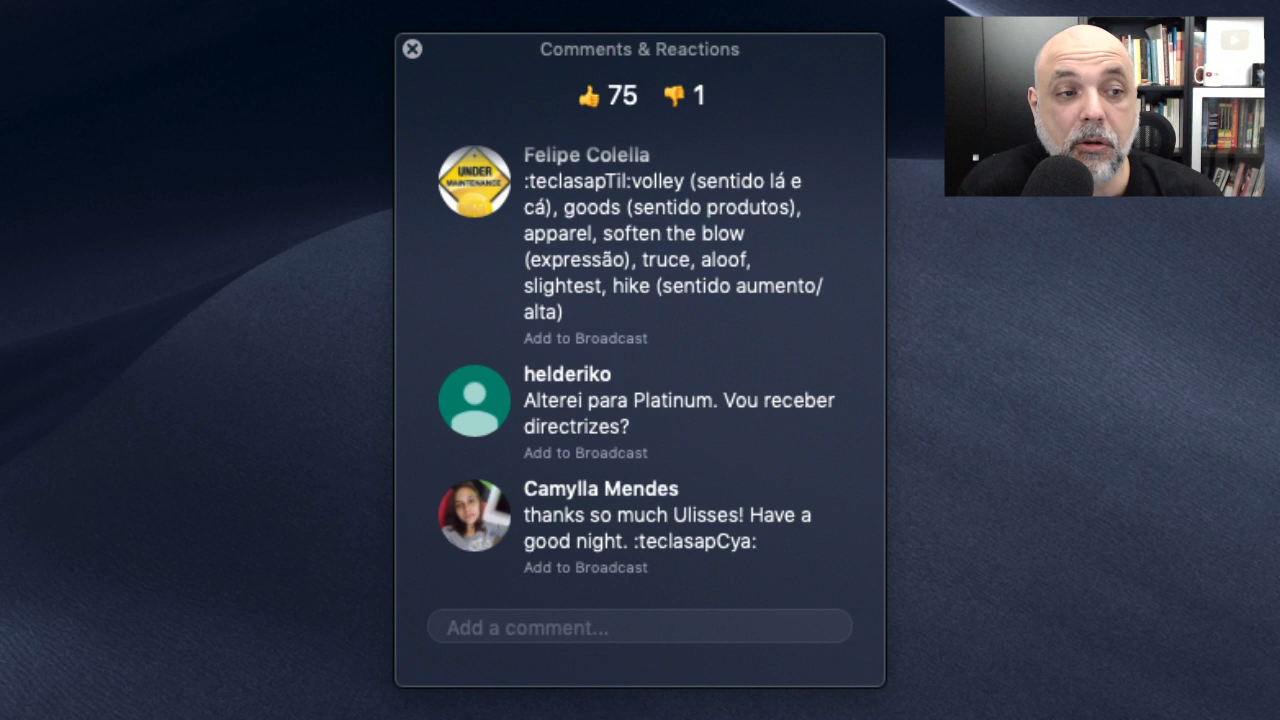 Comments & Reactions
👍 75 👎 1
Felipe Colella
:teclasapTil:volley (sentido lá e
cá), goods (sentido produtos),
apparel, soften the blow
(expressão), truce, aloof,
slightest, hike (sentido aumento/
alta)
Add to Broadcast
UNDER
MAINTENANCE
helderiko
Alterei para Platinum. Vou receber
directrizes?
Add to Broadcast
Camylla Mendes
thanks so much Ulisses! Have a
good night. :teclasapCya:
Add to Broadcast
Add a comment...